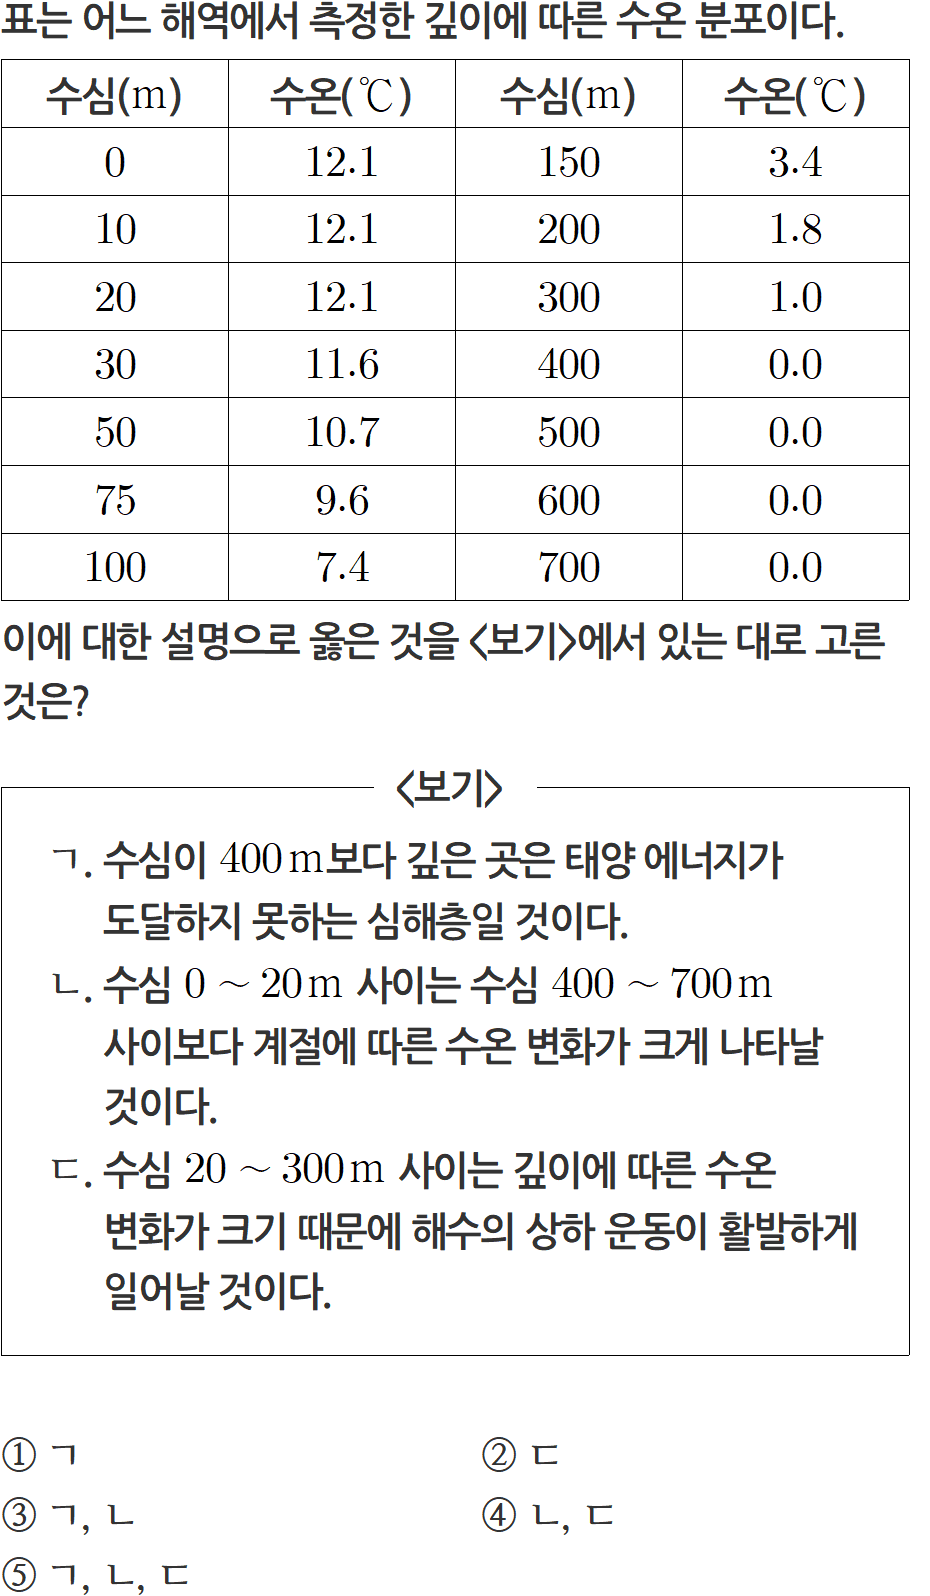 표는 어느 해역에서 측정한 깊이에 따른 수온 분포이다.
수심(m) 수온(℃) 수심(m) 수온(℃)
0 12.1 150 3.4
10 12.1 200 1.8
20 12.1 300 1.0
30 11.6 400 0.0
50 10.7 500 0.0
75 9.6 600 0.0
100 7.4 700 0.0
이에 대한 설명으로 옳은 것을 <보기>에서 있는 대로 고른
것은?
<보기>
ㄱ. 수심이 400m보다 깊은 곳은 태양 에너지가
도달하지 못하는 심해층일 것이다.
ㄴ. 수심 0 ~ 20m 사이는 수심 400 ~ 700m
사이보다 계절에 따른 수온 변화가 크게 나타날
것이다.
ㄷ. 수심 20 ~ 300m 사이는 깊이에 따른 수온
변화가 크기 때문에 해수의 상하 운동이 활발하게
일어날 것이다.
① ㄱ ② ㄷ
③ ㄱ, ㄴ ④ ㄴ, ㄷ
⑤ ㄱ, ㄴ, ㄷ